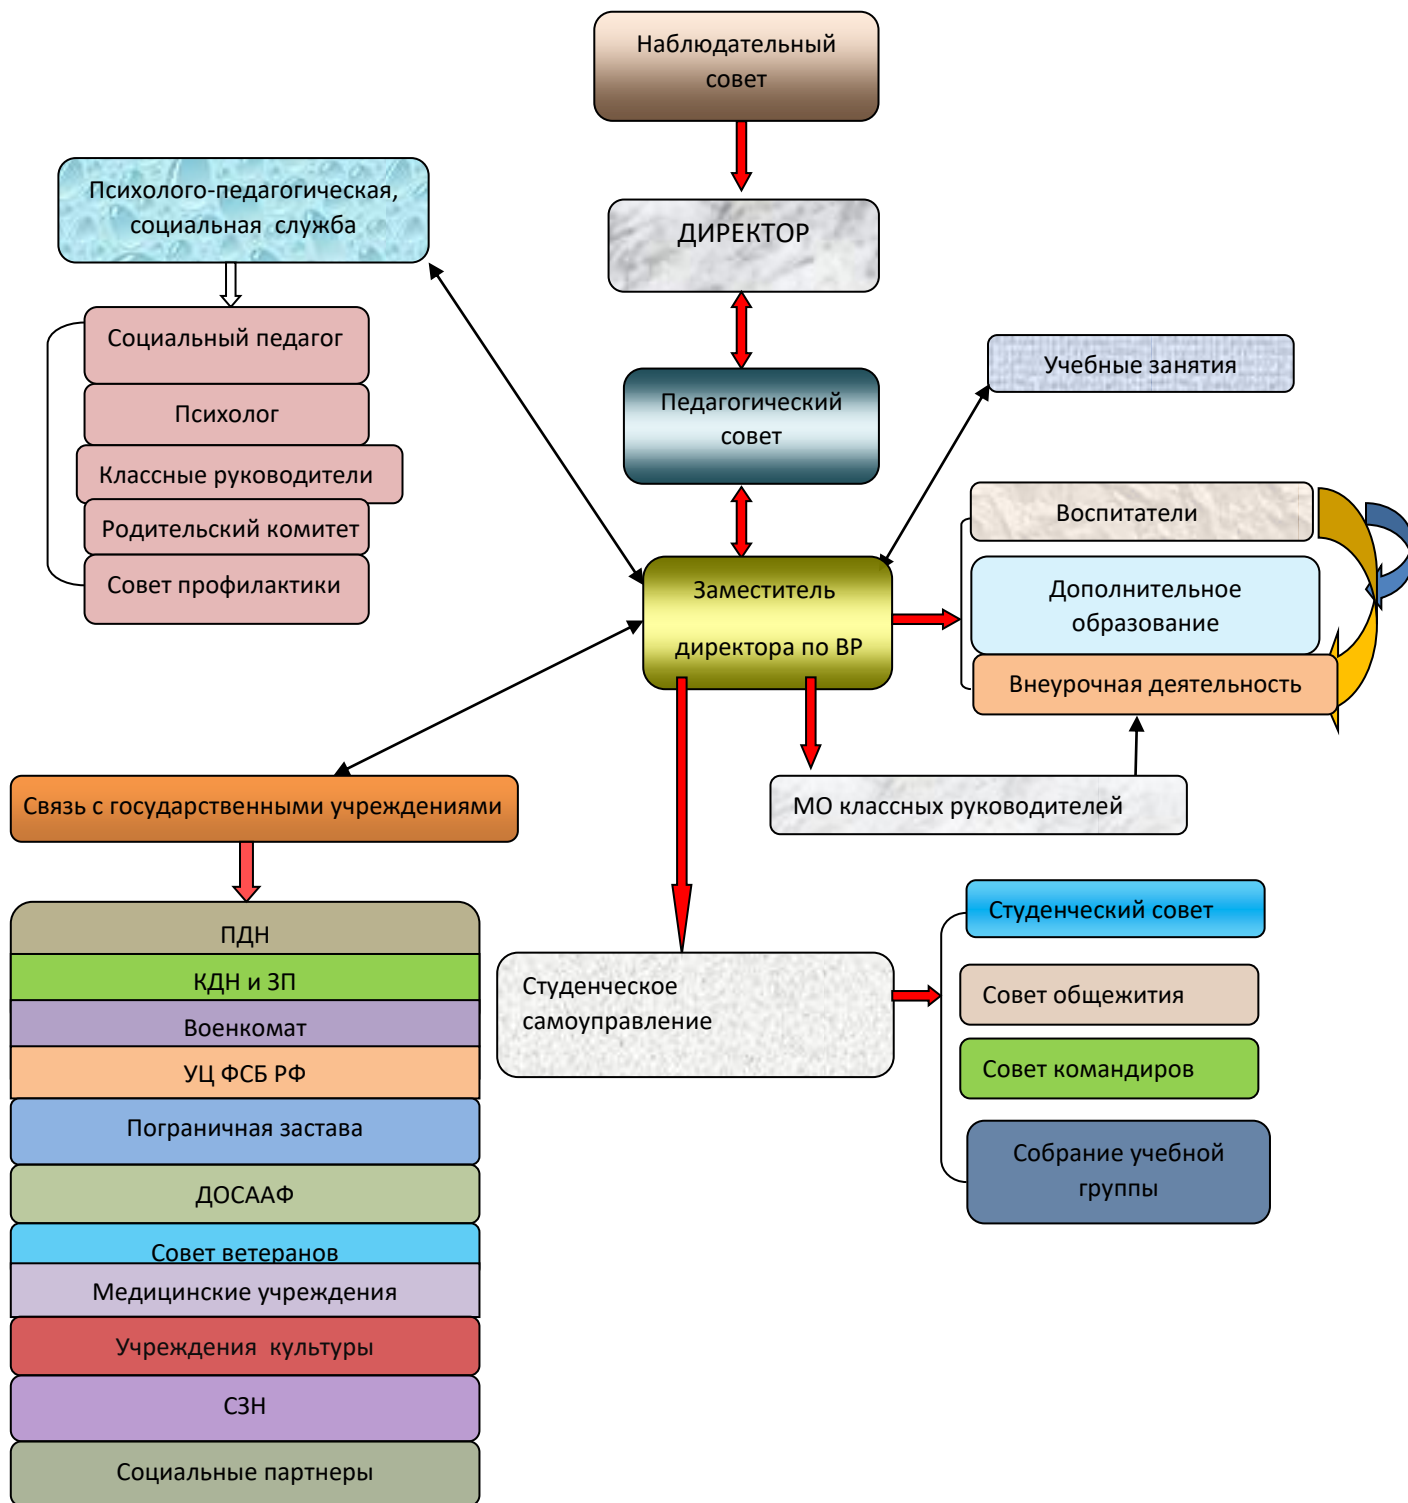 Наблюдательный
совет
Психолого-педагогическая,
социальная служба
ДИРЕКТОР
Социальный педагог
Психолог
Классные руководители
Родительский комитет
Совет профилактики
Педагогический
совет
Учебные занятия
Воспитатели
Дополнительное
образование
Внеурочная деятельность
Заместитель
директора по ВР
Связь с государственными учреждениями
МО классных руководителей
ПДН
КДН и ЗП
Военкомат
УЦ ФСБ РФ
Пограничная застава
ДОСААФ
Совет ветеранов
Медицинские учреждения
Учреждения культуры
СЗН
Социальные партнеры
Студенческое
самоуправление
Студенческий совет
Совет общежития
Совет командиров
Собрание учебной
группы